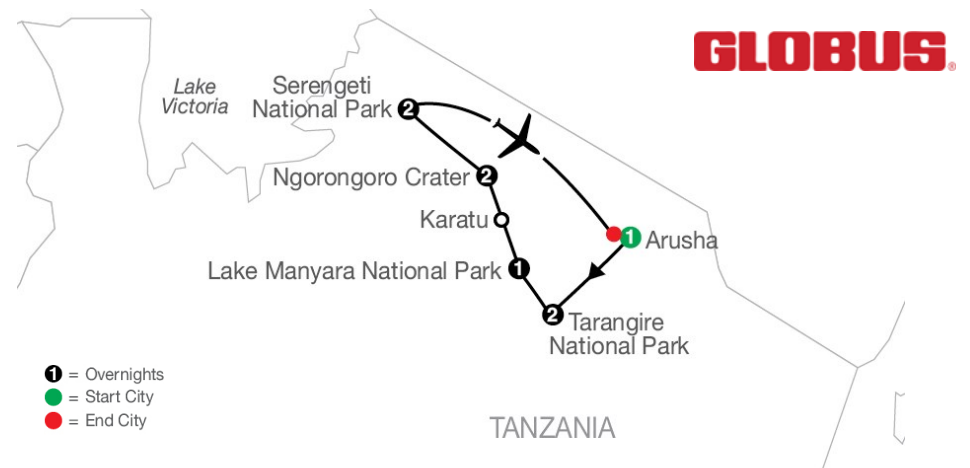 GLOBUS®
Lake
Victoria
Serengeti
National Park 2
Ngorongoro Crater 2
Karatu
1 Arusha
Lake Manyara National Park 1
2 Tarangire
National Park
1 = Overnights
= Start City
= End City
TANZANIA